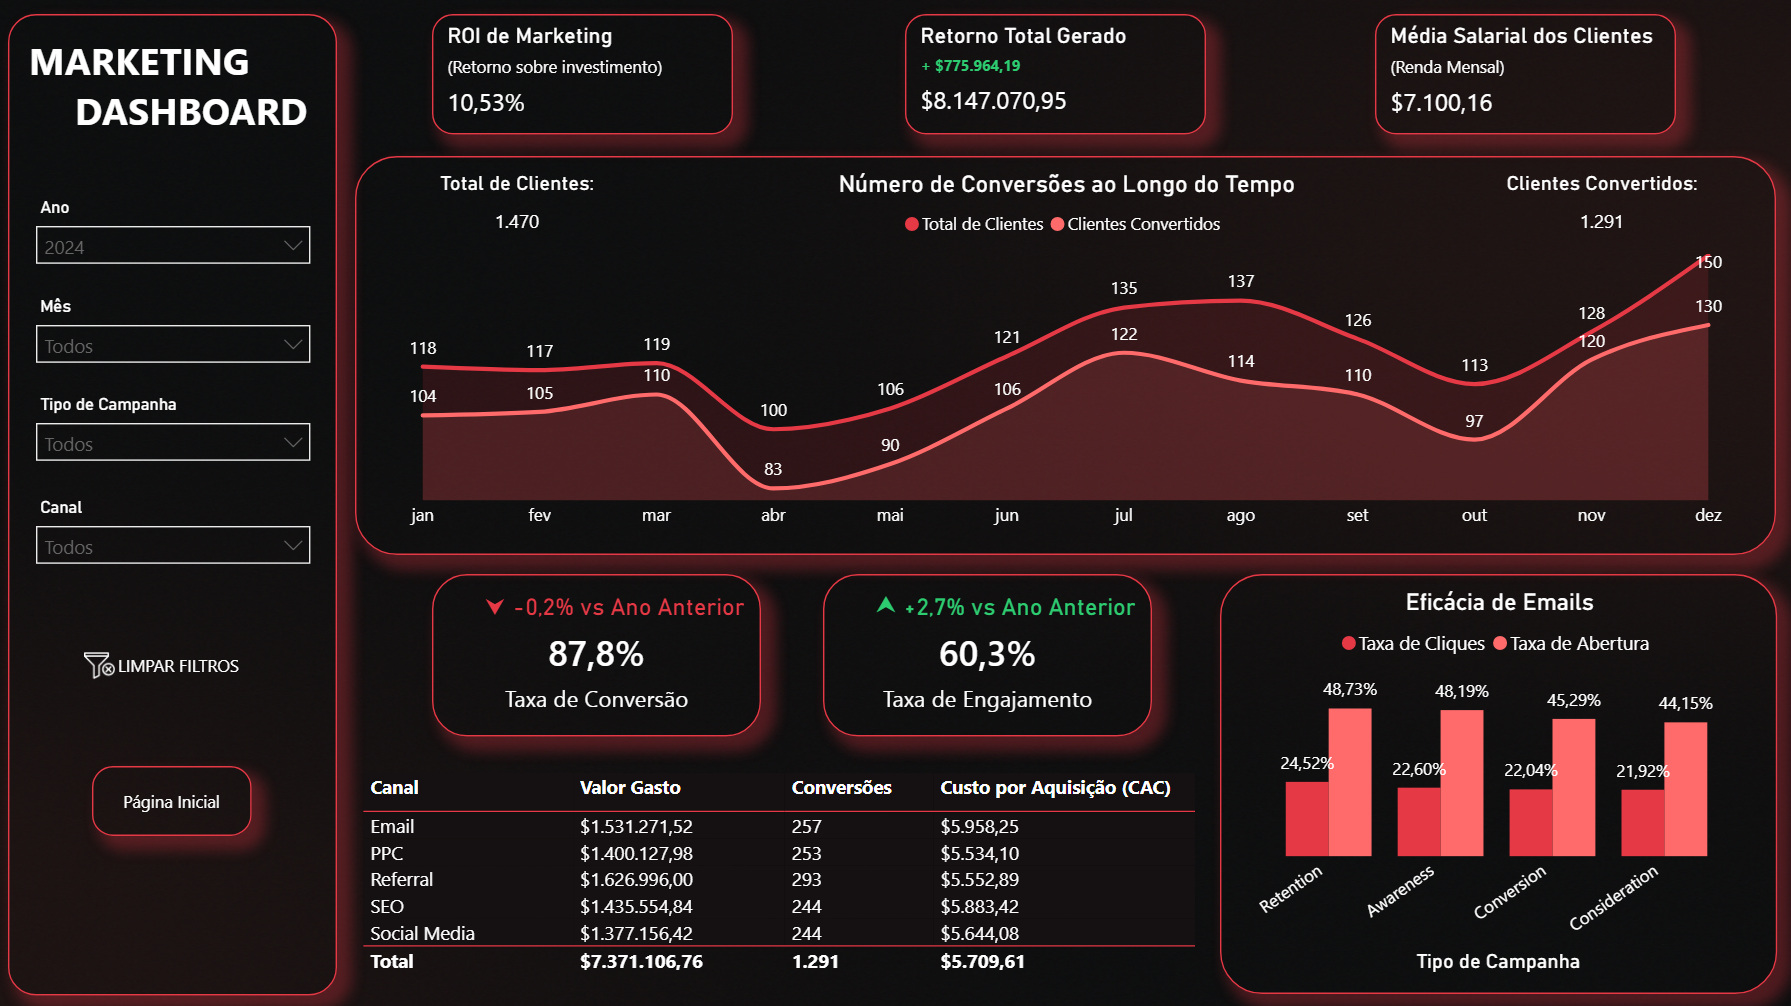 MARKETING
DASHBOARD
Ano
2024
Mês
Todos
Tipo de Campanha
Todos
Canal
Todos
LIMPAR FILTROS
Página Inicial
ROI de Marketing
(Retorno sobre investimento)
10,53%
Retorno Total Gerado
+ $775.964,19
$8.147.070,95
Média Salarial dos Clientes
(Renda Mensal)
$7.100,16
Total de Clientes:
1.470
Número de Conversões ao Longo do Tempo
Total de Clientes Clientes Convertidos
Clientes Convertidos:
1.291
118 117 119 100 106 121 135 137 126 113 128 150
104 105 110 83 90 106 122 114 110 97 120 130
jan fev mar abr mai jun jul ago set out nov dez
-0,2% vs Ano Anterior
87,8%
Taxa de Conversão
+2,7% vs Ano Anterior
60,3%
Taxa de Engajamento
Canal Valor Gasto Conversões Custo por Aquisição (CAC)
Email $1.531.271,52 257 $5.958,25
PPC $1.400.127,98 253 $5.534,10
Referral $1.626.996,00 293 $5.552,89
SEO $1.435.554,84 244 $5.883,42
Social Media $1.377.156,42 244 $5.644,08
Total $7.371.106,76 1.291 $5.709,61
Eficácia de Emails
Taxa de Cliques Taxa de Abertura
48,73% 48,19% 45,29% 44,15%
24,52% 22,60% 22,04% 21,92%
Retention Awareness Conversion Consideration
Tipo de Campanha